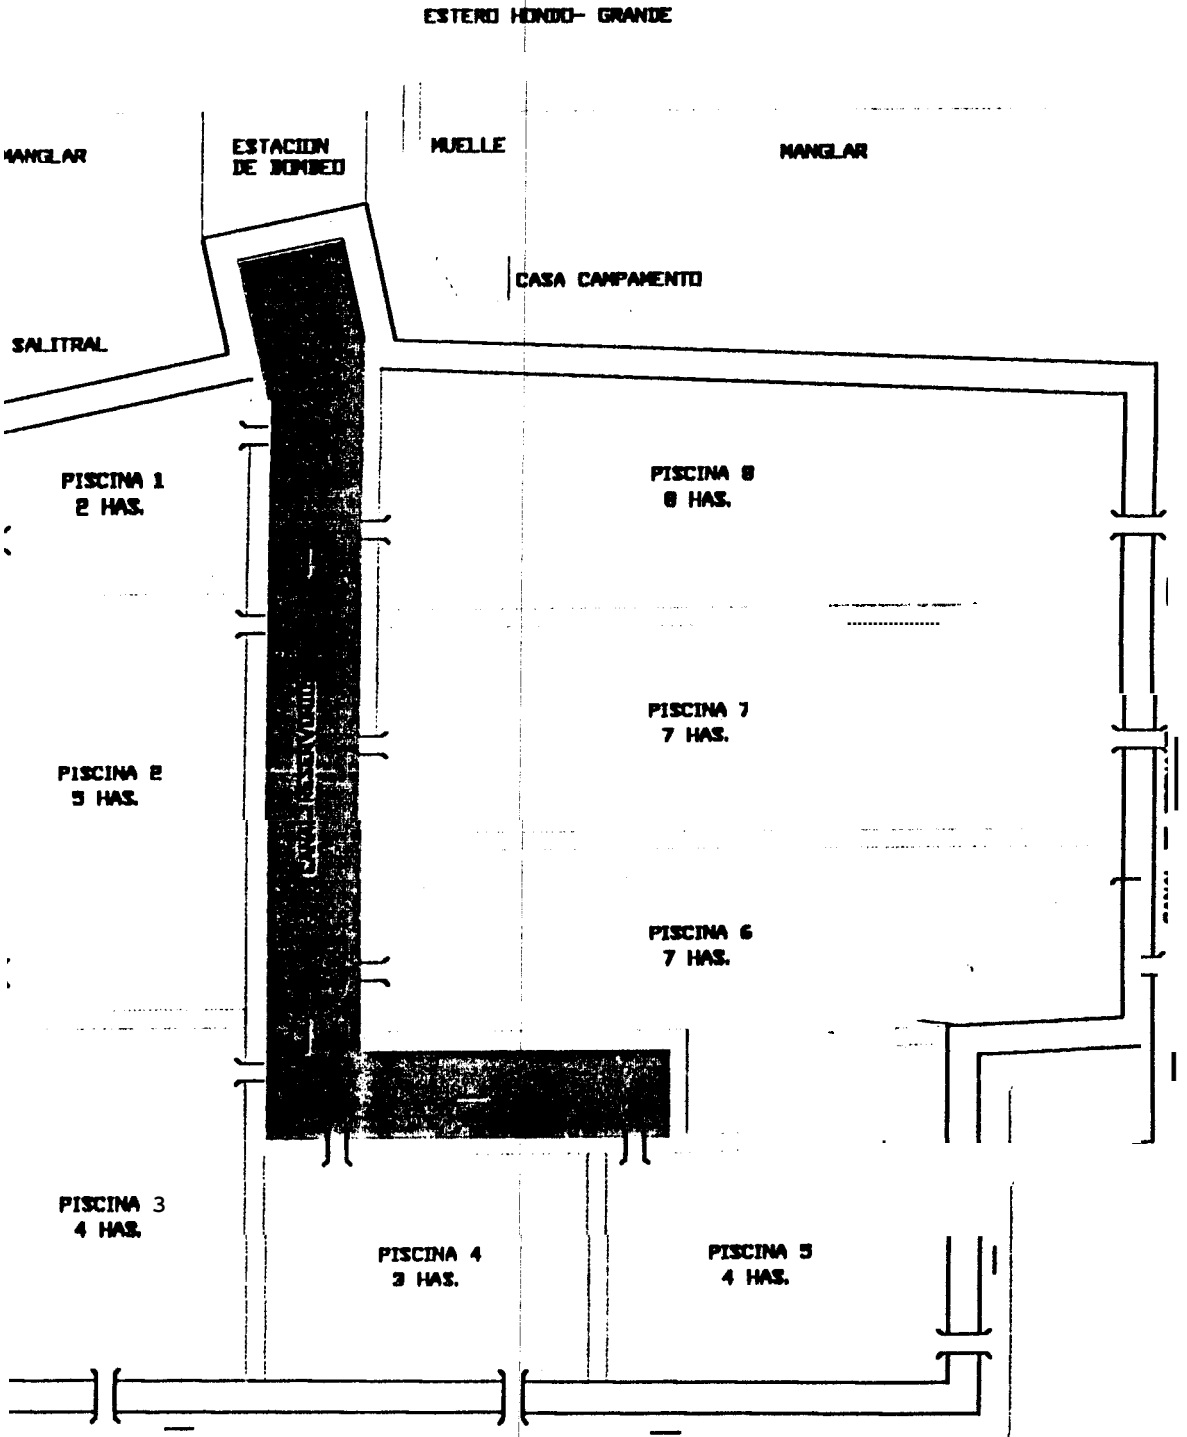 ESTERO HONDO- GRANDE
MANGLAR
ESTACION
DE BOMBEO
MUELLE
MANGLAR
CASA CAMPAMENTO
SALITRAL
PISCINA 1
2 HAS.
PISCINA 8
8 HAS.
CANAL RESERVORIO
PISCINA 7
7 HAS.
PISCINA 2
5 HAS.
PISCINA 6
7 HAS.
PISCINA 3
4 HAS.
PISCINA 4
3 HAS.
PISCINA 5
4 HAS.